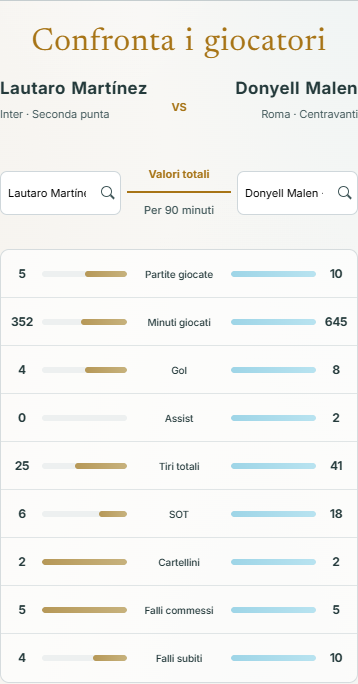 Confronta i giocatori
Lautaro Martínez
Donyell Malen
VS
Inter · Seconda punta
Roma · Centravanti
Valori totali
Lautaro Martíne
Donyell Malen ·
Per 90 minuti
5 Partite giocate 10
352 Minuti giocati 645
4 Gol 8
0 Assist 2
25 Tiri totali 41
6 SOT 18
2 Cartellini 2
5 Falli commessi 5
4 Falli subiti 10